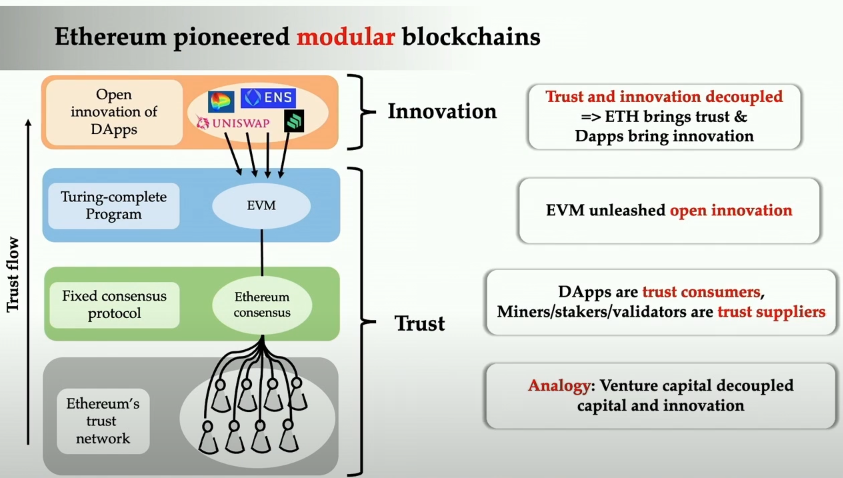 Ethereum pioneered modular blockchains
Open
innovation of
DApps
ENS
UNISWAP
Innovation
Trust and innovation decoupled
=> ETH brings trust &
Dapps bring innovation
Turing-complete
Program
EVM
EVM unleashed open innovation
Trust flow
Fixed consensus
protocol
Ethereum
consensus
Trust
DApps are trust consumers,
Miners/stakers/validators are trust suppliers
Ethereum's
trust
network
Analogy: Venture capital decoupled
capital and innovation